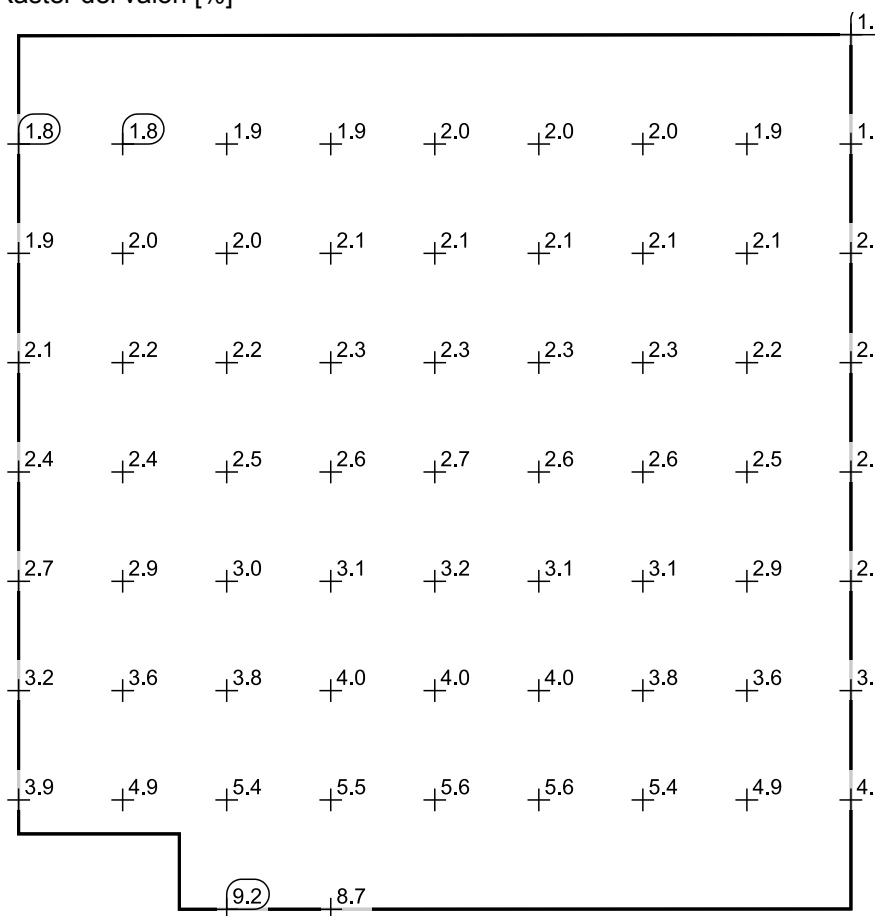 dei valori [%]
1.8 1.8 1.9 1.9 2.0 2.0 2.0 1.9
1.9 2.0 2.0 2.1 2.1 2.1 2.1 2.1
2.1 2.2 2.2 2.3 2.3 2.3 2.3 2.2
2.4 2.4 2.5 2.6 2.7 2.6 2.6 2.5
2.7 2.9 3.0 3.1 3.2 3.1 3.1 2.9
3.2 3.6 3.8 4.0 4.0 4.0 3.8 3.6
3.9 4.9 5.4 5.5 5.6 5.6 5.4 4.9
9.2 8.7